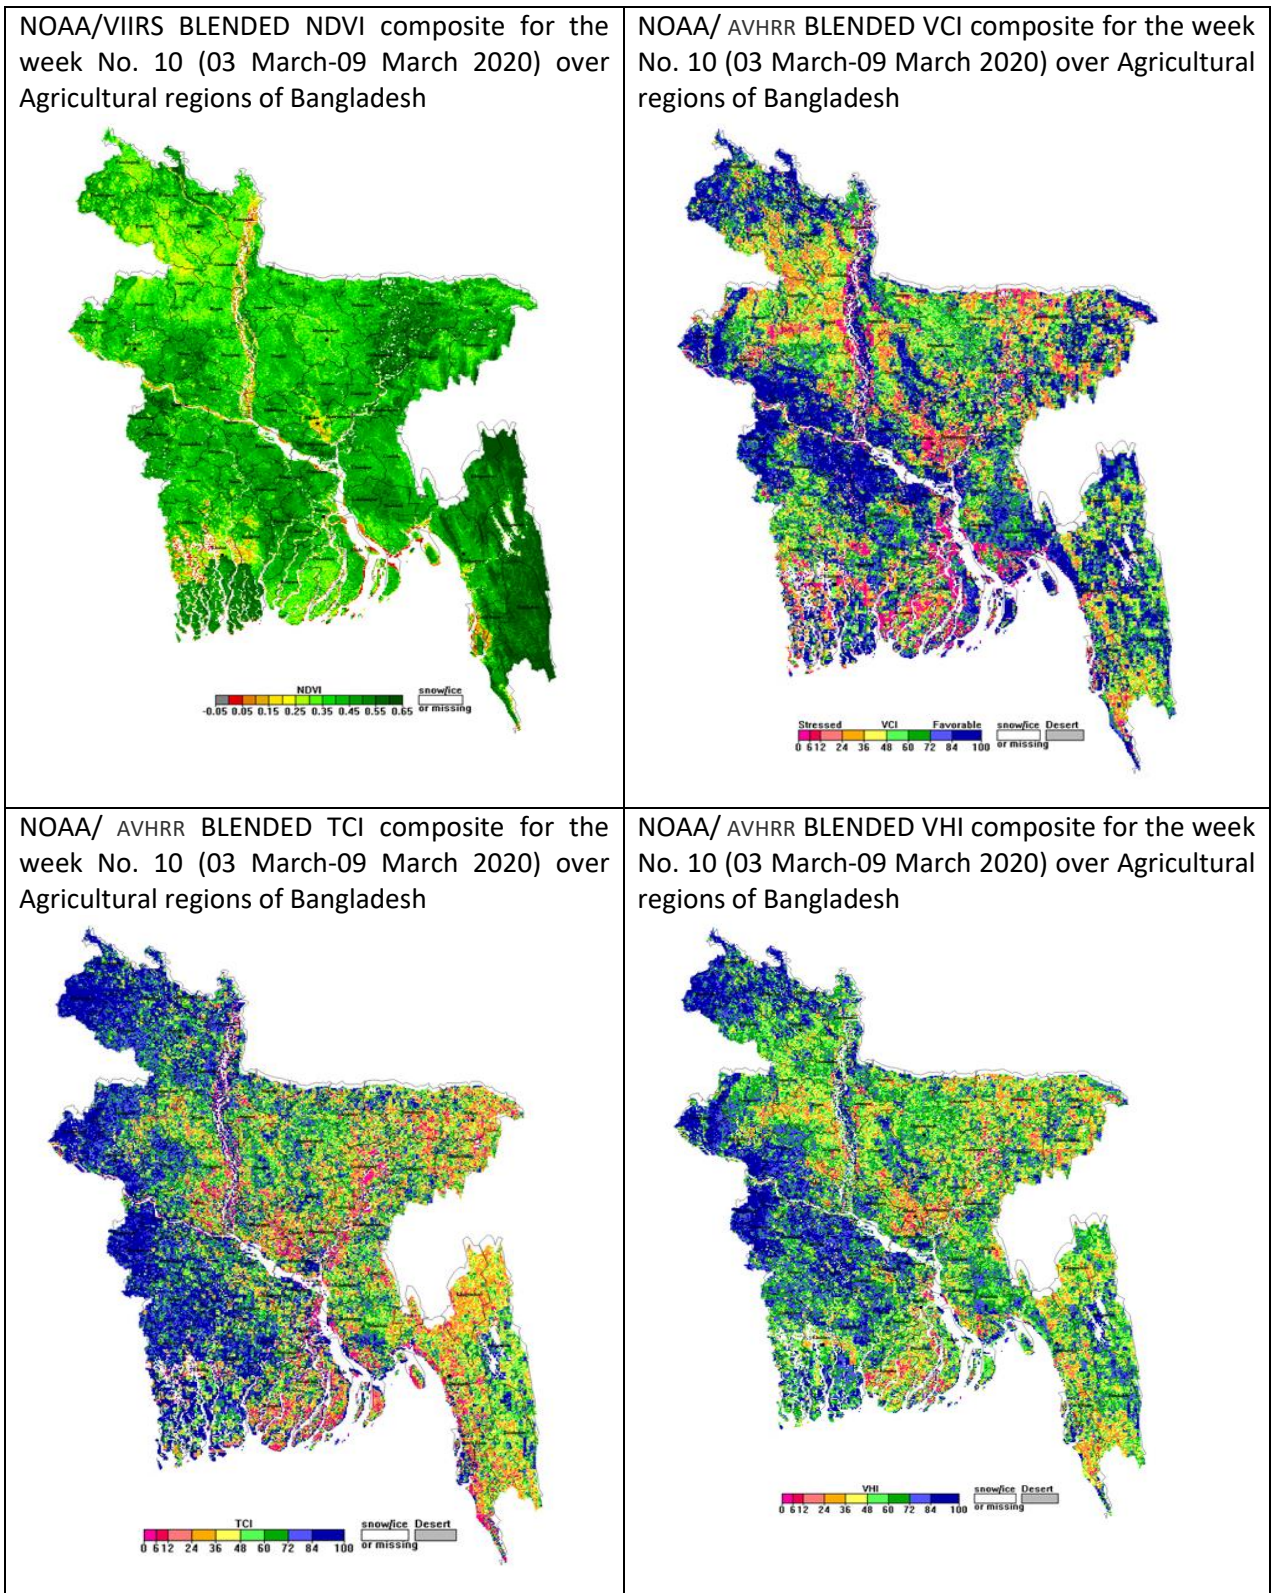 NOAA/VIIRS BLENDED NDVI composite for the
week No. 10 (03 March-09 March 2020) over
Agricultural regions of Bangladesh
NOAA/ AVHRR BLENDED VCI composite for the week
No. 10 (03 March-09 March 2020) over Agricultural
regions of Bangladesh
NDVI
-0.05 0.05 0.15 0.25 0.35 0.45 0.55 0.65
snow/ice
or missing
Stressed VCI Favorable
0 6 12 24 36 48 60 72 84 100
snow/ice Desert
or missing
NOAA/ AVHRR BLENDED TCI composite for the
week No. 10 (03 March-09 March 2020) over
Agricultural regions of Bangladesh
NOAA/ AVHRR BLENDED VHI composite for the week
No. 10 (03 March-09 March 2020) over Agricultural
regions of Bangladesh
TCI
0 6 12 24 36 48 60 72 84 100
snow/ice Desert
or missing
VHI
0 6 12 24 36 48 60 72 84 100
snow/ice Desert
or missing